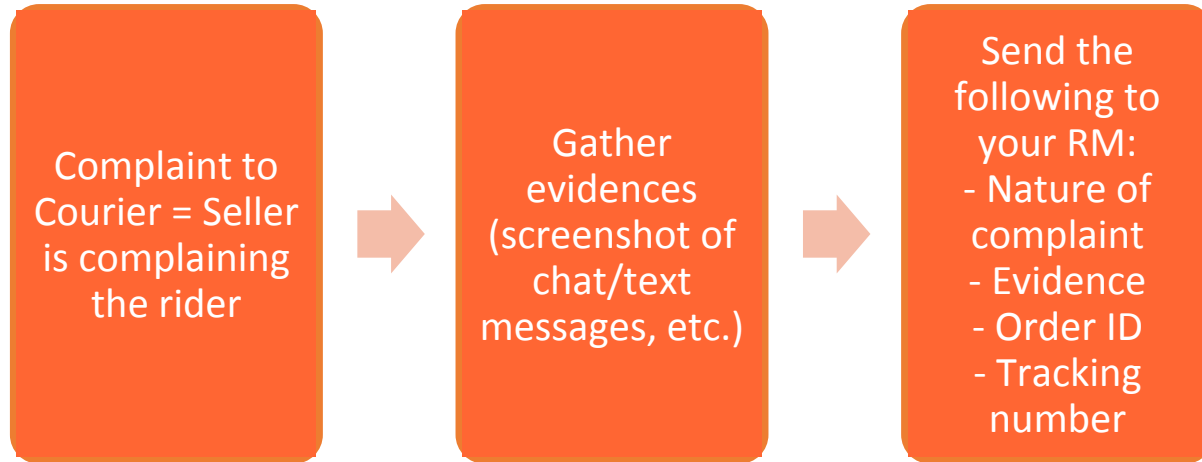 Complaint to
Courier = Seller
is complaining
the rider
Gather
evidences
(screenshot of
chat/text
messages, etc.)
Send the
following to
your RM:
- Nature of
complaint
- Evidence
- Order ID
- Tracking
number